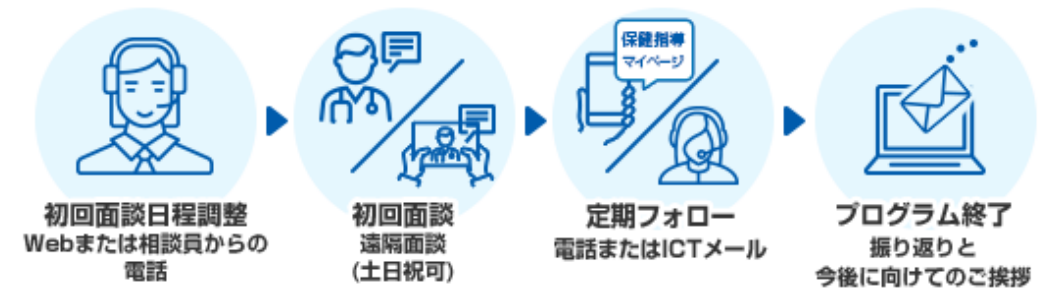 保健指導
マイページ
初回面談日程調整
Webまたは相談員からの
電話
初回面談
遠隔面談
(土日祝可)
定期フォロー
電話またはICTメール
プログラム終了
振り返りと
今後に向けてのご挨拶